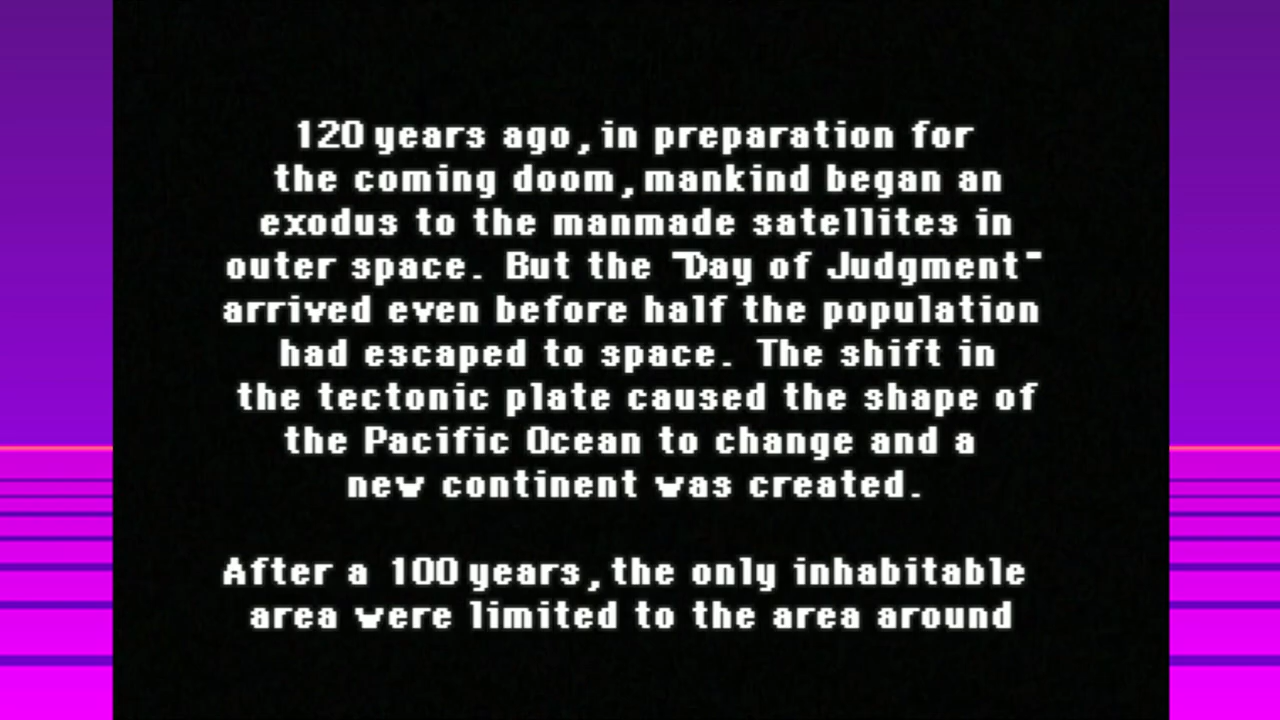 120 years ago, in preparation for
the coming doom, mankind began an
exodus to the manmade satellites in
outer space. But the "Day of Judgment"
arrived even before half the population
had escaped to space. The shift in
the tectonic plate caused the shape of
the Pacific Ocean to change and a
new continent was created.
After a 100 years, the only inhabitable
area were limited to the area around